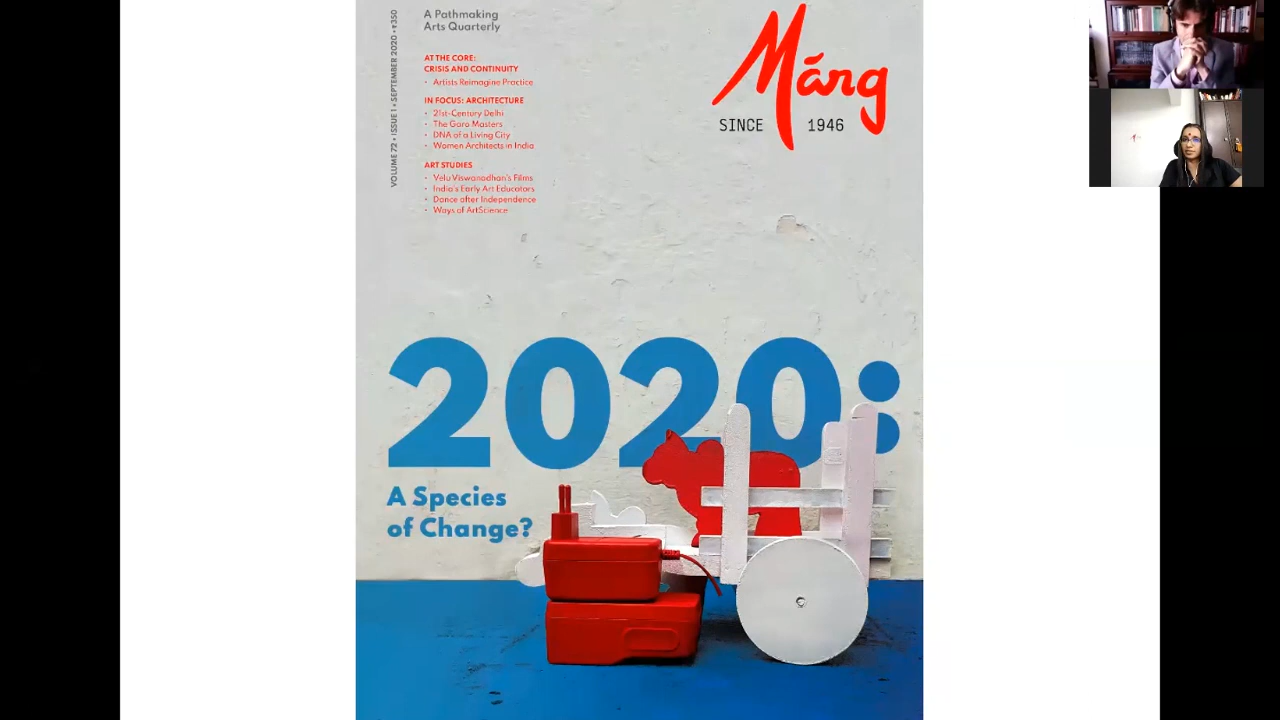 VOLUME 72 • ISSUE 1 • SEPTEMBER 2020 • ₹350
A Pathmaking
Arts Quarterly
AT THE CORE:
CRISIS AND CONTINUITY
• Artists Reimagine Practice
IN FOCUS: ARCHITECTURE
• 21st-Century Delhi
• The Garo Masters
• DNA of a Living City
• Women Architects in India
ART STUDIES
• Velu Viswanadhan's Films
• India's Early Art Educators
• Dance after Independence
• Ways of ArtScience
Márg
SINCE 1946
2020:
A Species
of Change?